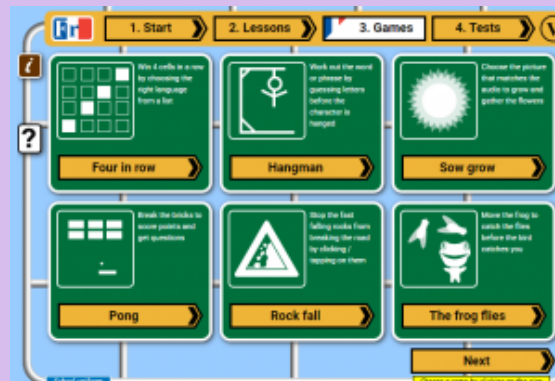 Fr
1. Start
2. Lessons
3. Games
4. Tests
i
Win 4 cells in a row
by choosing the
right language
from a list
Four in row
Work out the word
or phrase by
guessing letters
before the
character is
hanged
Hangman
Choose the picture
that matches the
audio to grow and
gather the flowers
Sow grow
?
Break the bricks to
score points and
get questions
Pong
Stop the fast
falling rocks from
breaking the road
by clicking /
tapping on them
Rock fall
Move the frog to
catch the flies
before the bird
catches you
The frog flies
Next